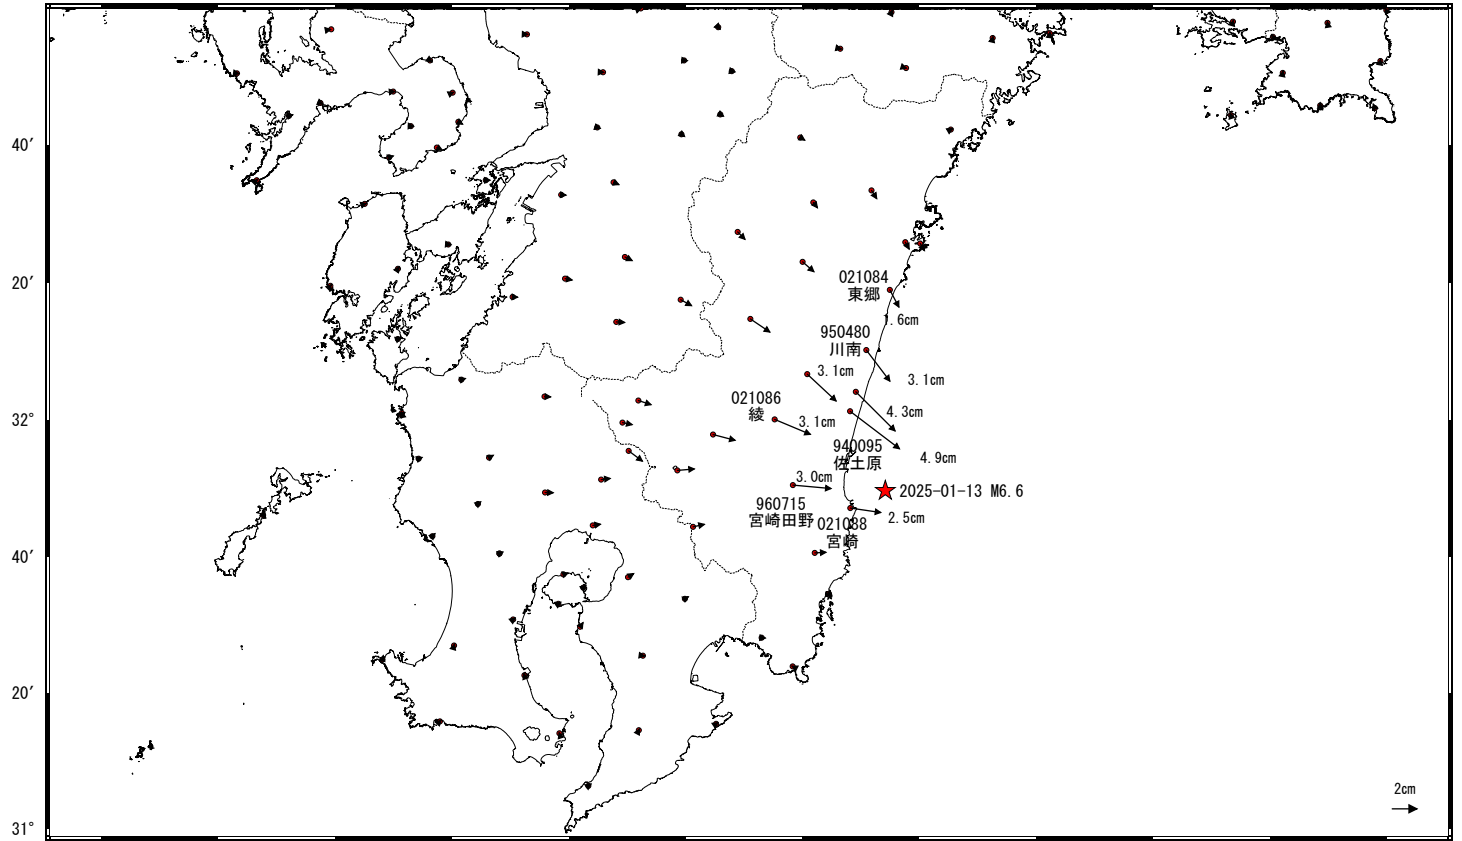 40′
20′
021084
東郷
1.6cm
950480
川南
3.1cm
3.1cm
021086
綾
3.1cm
4.3cm
32°
940095
佐土原
4.9cm
3.0cm
2025-01-13 M6.6
960715
宮崎田野
021088
宮崎
2.5cm
40′
20′
2cm
31°